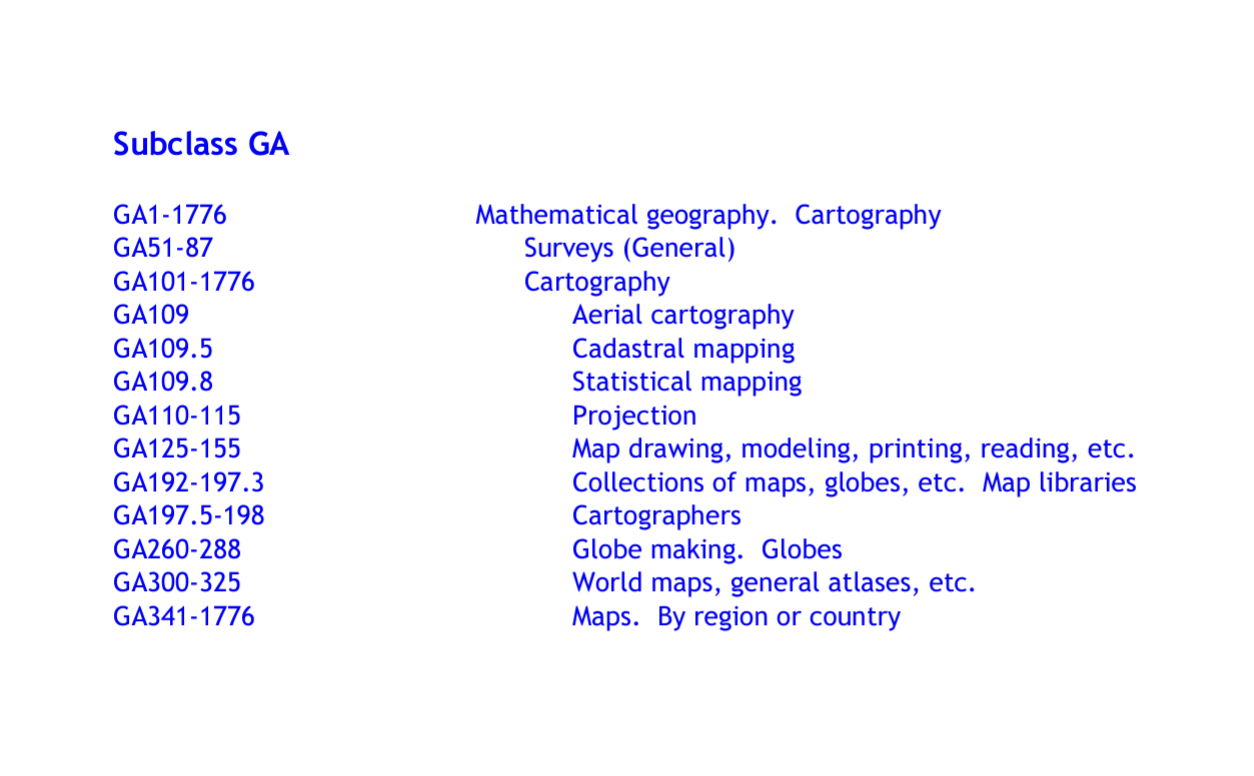 Subclass GA
GA1-1776 Mathematical geography.  Cartography
GA51-87 Surveys (General)
GA101-1776 Cartography
GA109 Aerial cartography
GA109.5 Cadastral mapping
GA109.8 Statistical mapping
GA110-115 Projection
GA125-155 Map drawing, modeling, printing, reading, etc.
GA192-197.3 Collections of maps, globes, etc.  Map libraries
GA197.5-198 Cartographers
GA260-288 Globe making.  Globes
GA300-325 World maps, general atlases, etc.
GA341-1776 Maps.  By region or country